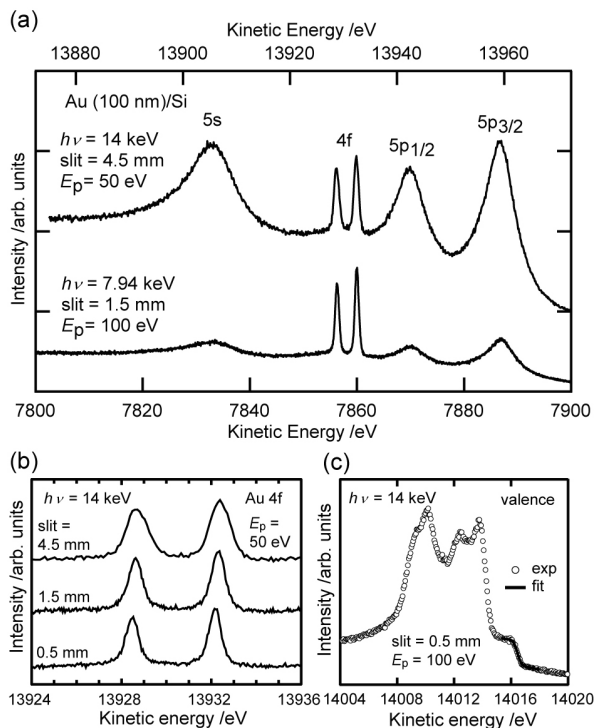 (a)
Kinetic Energy /eV
13880 13900 13920 13940 13960
Au (100 nm)/Si
hν = 14 keV
slit = 4.5 mm
Ep= 50 eV
5s
4f
5p1/2
5p3/2
hν = 7.94 keV
slit = 1.5 mm
Ep= 100 eV
Intensity /arb. units
7800 7820 7840 7860 7880 7900
Kinetic Energy /eV
(b)
hν = 14 keV
Au 4f
slit =
4.5 mm
Ep =
50 eV
1.5 mm
0.5 mm
Intensity /arb. units
13924 13928 13932 13936
Kinetic energy /eV
(c)
hν = 14 keV
valence
exp
fit
slit = 0.5 mm
Ep = 100 eV
Intensity /arb. units
14004 14008 14012 14016 14020
Kinetic energy /eV